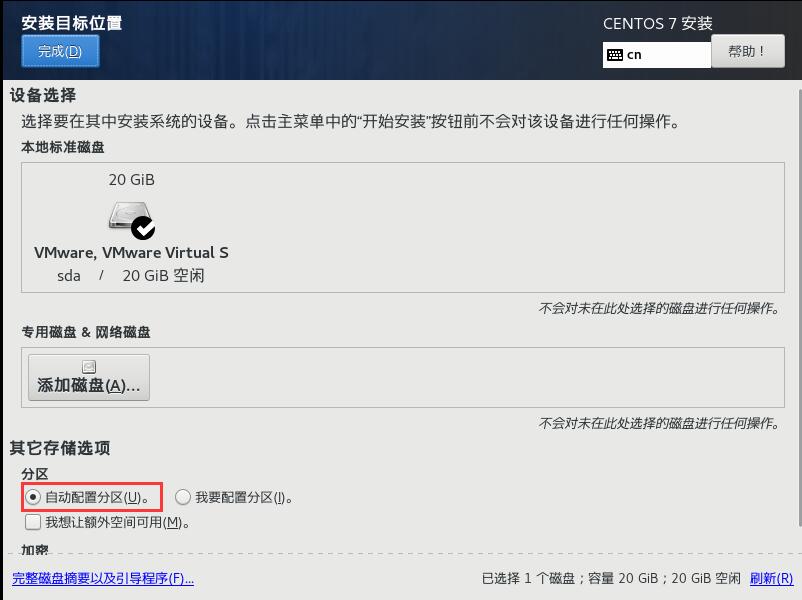 安装目标位置
CENTOS 7 安装
完成(D)
cn
帮助！
设备选择
选择要在其中安装系统的设备。点击主菜单中的“开始安装”按钮前不会对该设备进行任何操作。
本地标准磁盘
20 GiB
VMware, VMware Virtual S
sda / 20 GiB 空闲
不会对未在此处选择的磁盘进行任何操作。
专用磁盘 & 网络磁盘
添加磁盘(A)...
不会对未在此处选择的磁盘进行任何操作。
其它存储选项
分区
自动配置分区(U)。 我要配置分区(I)。
我想让额外空间可用(M)。
加密
完整磁盘摘要以及引导程序(F)... 已选择 1 个磁盘；容量 20 GiB；20 GiB 空闲 刷新(R)